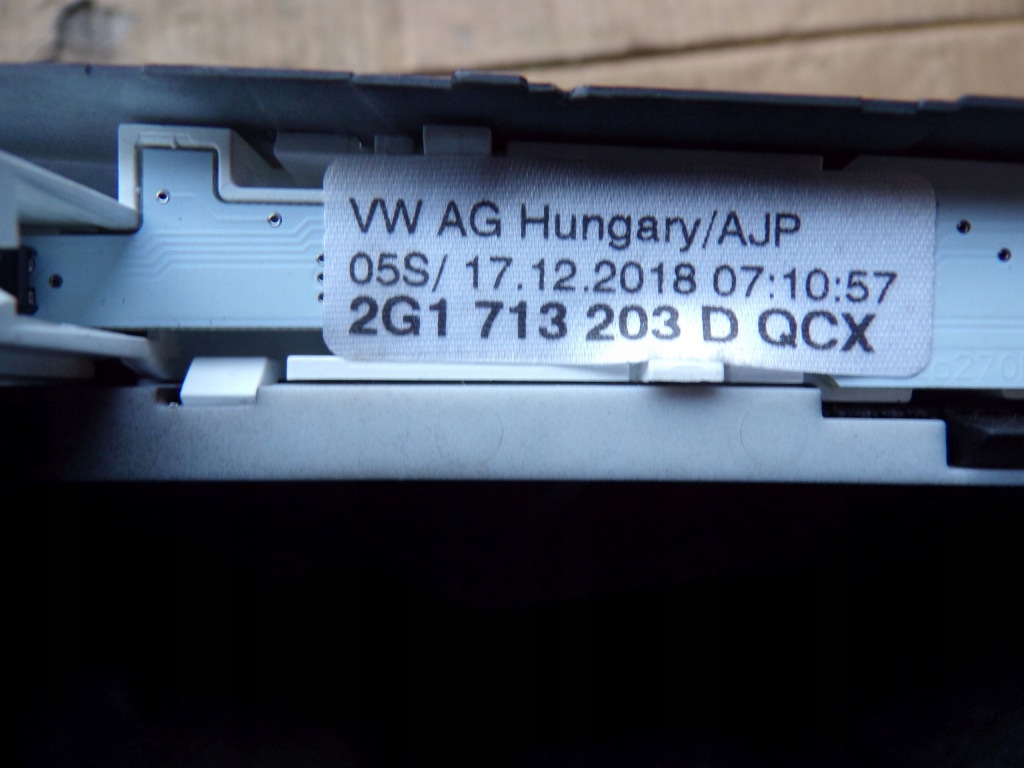 VW AG Hungary/AJP
05S/ 17.12.2018 07:10:57
2G1 713 203 D QCX